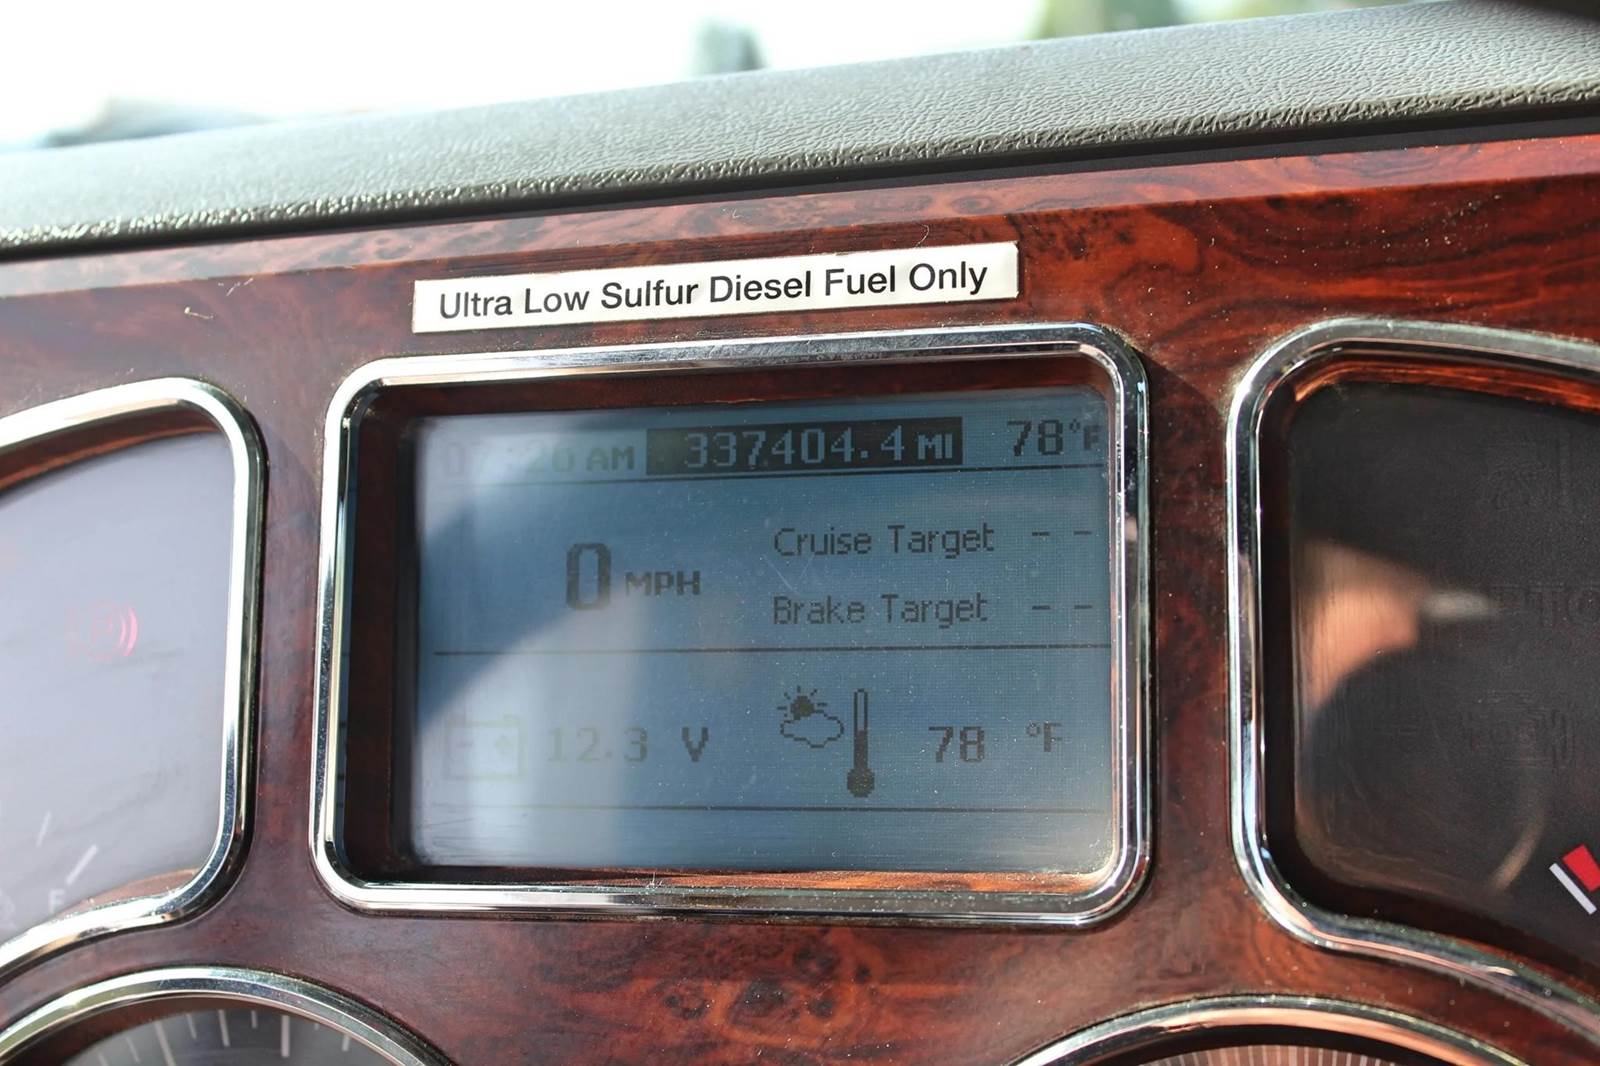 Ultra Low Sulfur Diesel Fuel Only
AM 337404.4 MI 78°F
0 MPH
Cruise Target - -
Brake Target - -
12.3 V 78 °F
F